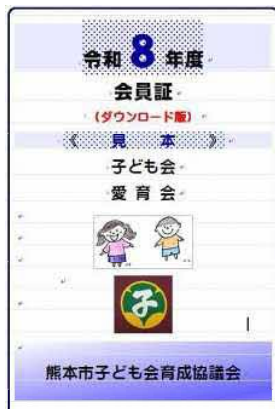 令和8年度
会員証
(ダウンロード版)
《見本》
子ども会
愛育会
子
熊本市子ども会育成協議会